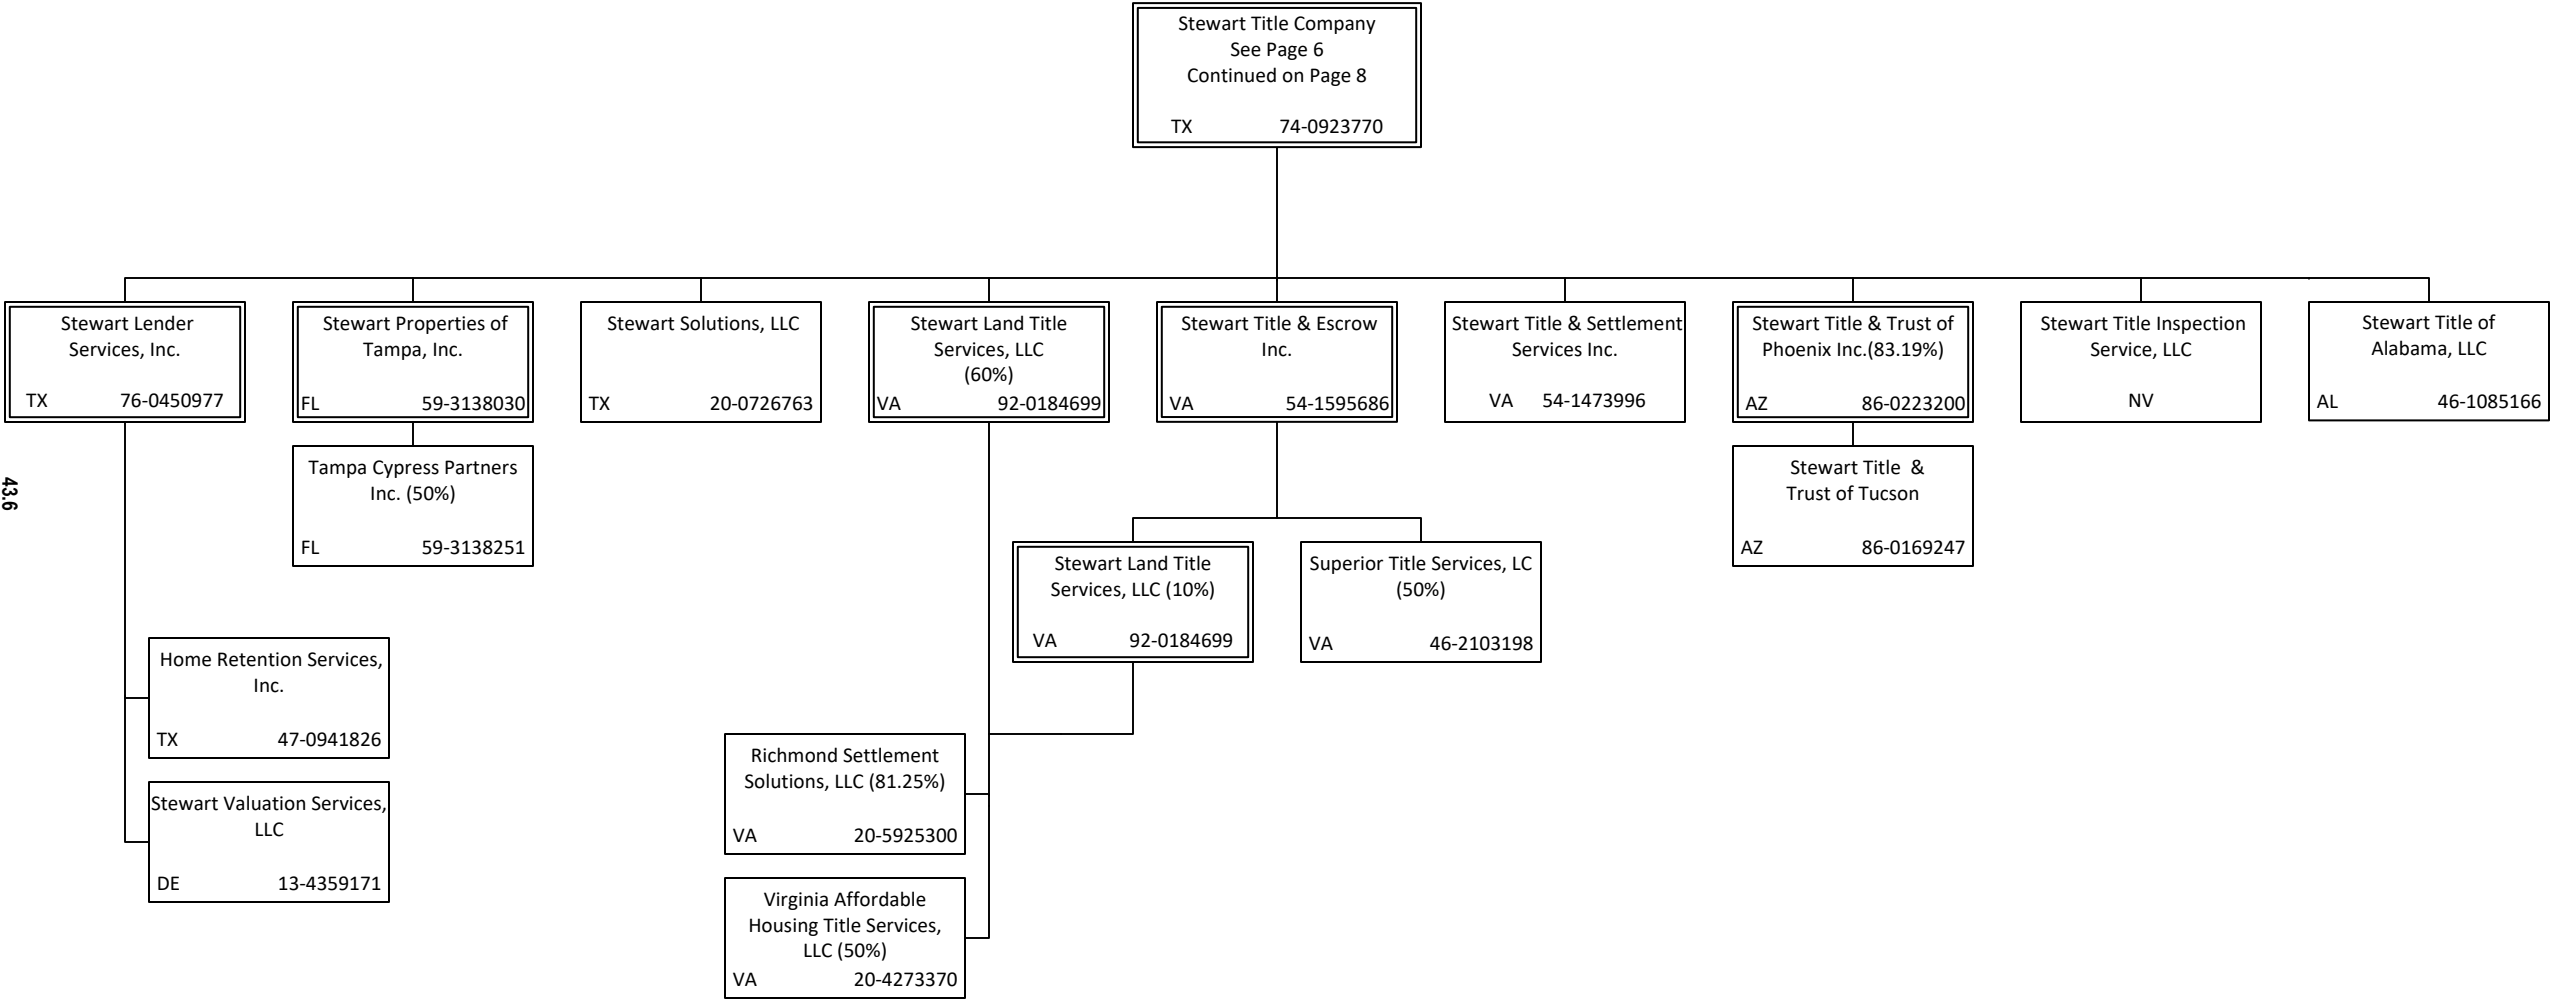 Stewart Title Company
See Page 6
Continued on Page 8
TX 74-0923770
Stewart Lender
Services, Inc.
TX 76-0450977
Stewart Properties of
Tampa, Inc.
FL 59-3138030
Stewart Solutions, LLC
TX 20-0726763
Stewart Land Title
Services, LLC
(60%)
VA 92-0184699
Stewart Title & Escrow
Inc.
VA 54-1595686
Stewart Title & Settlement
Services Inc.
VA 54-1473996
Stewart Title & Trust of
Phoenix Inc.(83.19%)
AZ 86-0223200
Stewart Title Inspection
Service, LLC
NV
Stewart Title of
Alabama, LLC
AL 46-1085166
Tampa Cypress Partners
Inc. (50%)
FL 59-3138251
Stewart Title &
Trust of Tucson
AZ 86-0169247
43.6
Stewart Land Title
Services, LLC (10%)
VA 92-0184699
Superior Title Services, LC
(50%)
VA 46-2103198
Home Retention Services,
Inc.
TX 47-0941826
Stewart Valuation Services,
LLC
DE 13-4359171
Richmond Settlement
Solutions, LLC (81.25%)
VA 20-5925300
Virginia Affordable
Housing Title Services,
LLC (50%)
VA 20-4273370